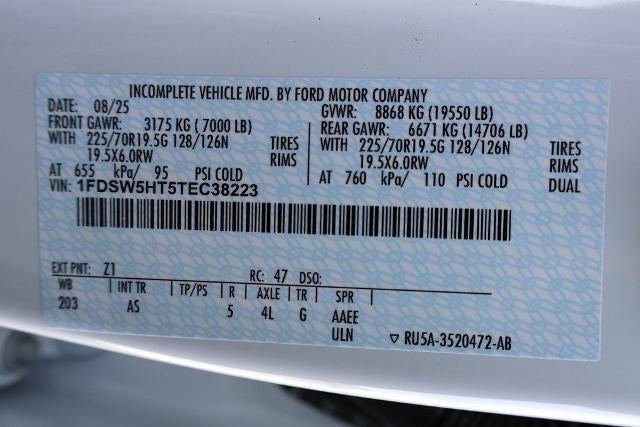 INCOMPLETE VEHICLE MFD. BY FORD MOTOR COMPANY
DATE: 08/25 GVWR: 8868 KG (19550 LB)
FRONT GAWR: 3175 KG (7000 LB) REAR GAWR: 6671 KG (14706 LB)
WITH 225/70R19.5G 128/126N TIRES WITH 225/70R19.5G 128/126N TIRES
19.5X6.0RW RIMS 19.5X6.0RW RIMS
AT 655 kPa/ 95 PSI COLD AT 760 kPa/ 110 PSI COLD DUAL
VIN: 1FDSW5HT5TEC38223
EXT PNT: Z1 RC: 47 DSO:
WB INT TR TP/PS R AXLE TR SPR
203 AS 5 4L G AAEE
ULN ▽ RU5A-3520472-AB